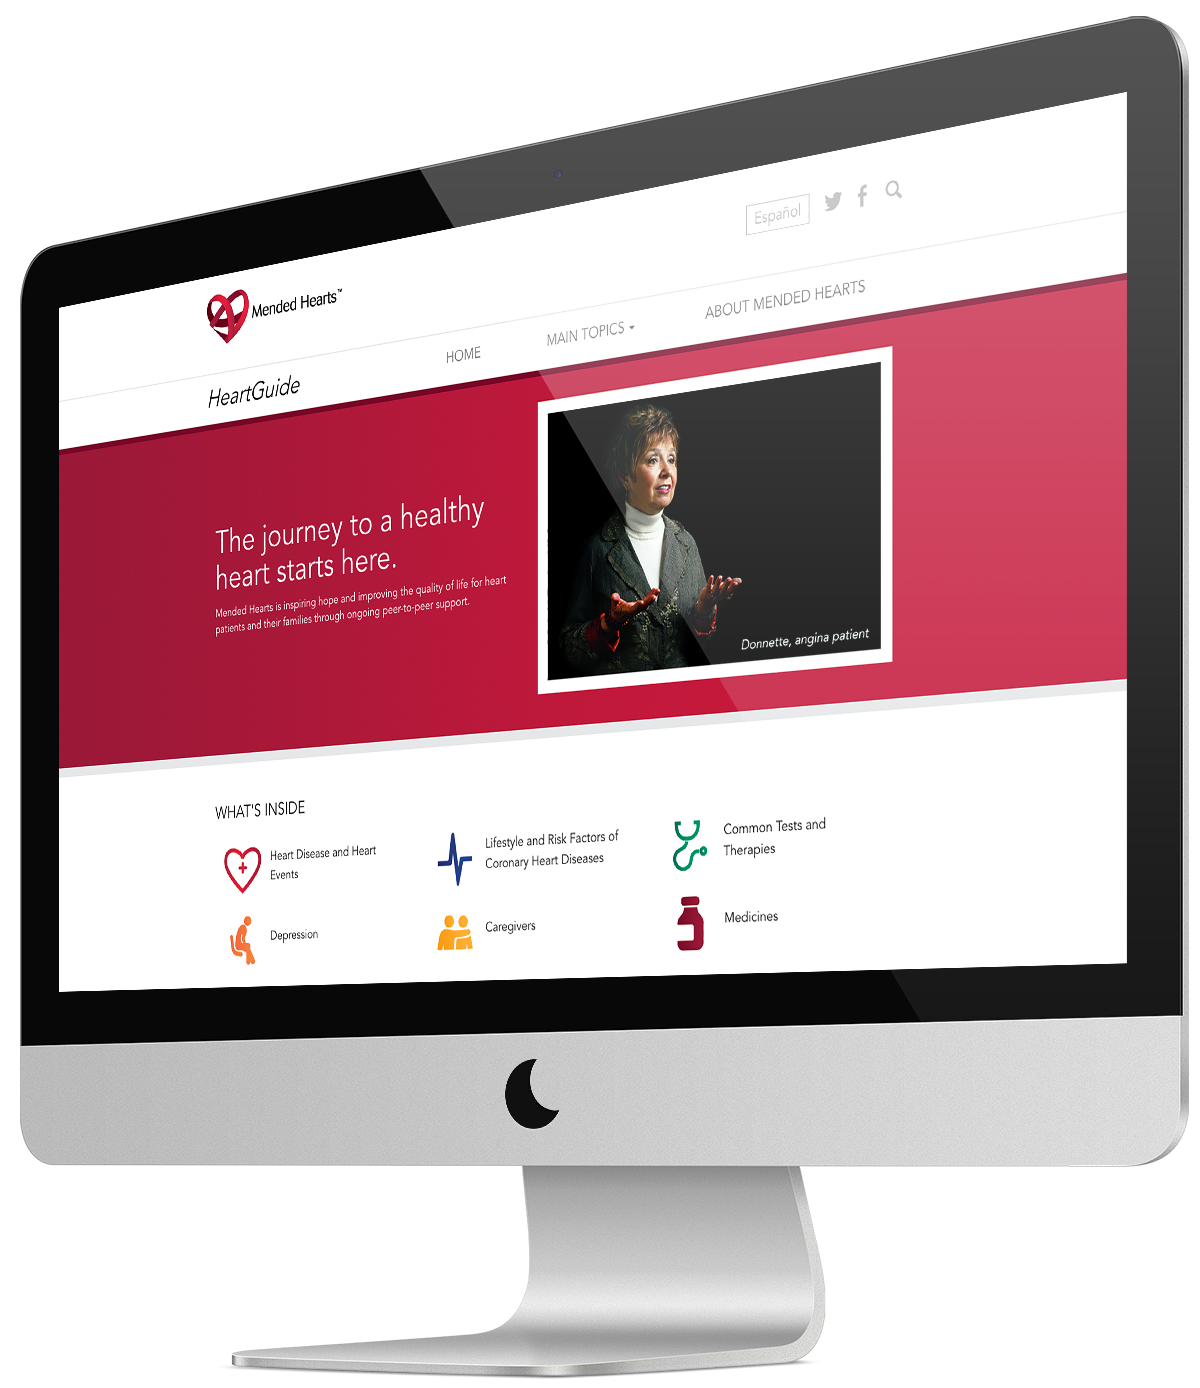 Español
Mended Hearts™
HOME
MAIN TOPICS
ABOUT MENDED HEARTS
HeartGuide
The journey to a healthy
heart starts here.
Mended Hearts is inspiring hope and improving the quality of life for heart
patients and their families through ongoing peer-to-peer support.
Donnette, angina patient
WHAT'S INSIDE
Heart Disease and Heart
Events
Lifestyle and Risk Factors of
Coronary Heart Diseases
Common Tests and
Therapies
Depression
Caregivers
Medicines